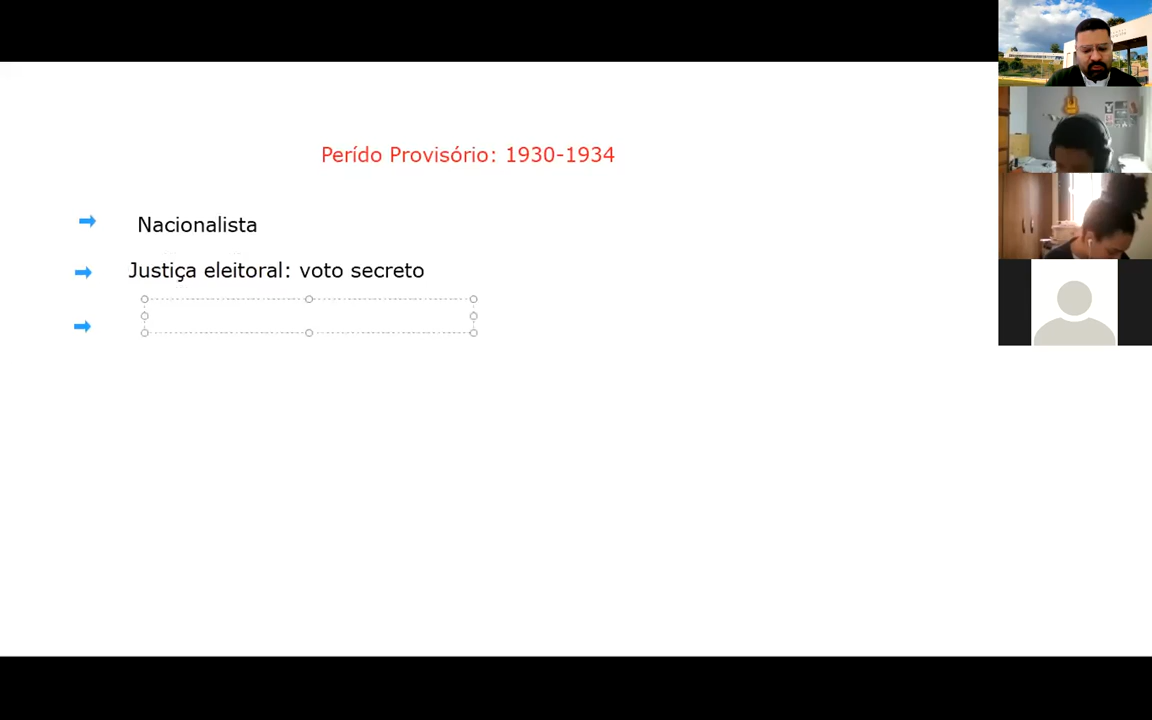 Perído Provisório: 1930-1934
Nacionalista
Justiça eleitoral: voto secreto